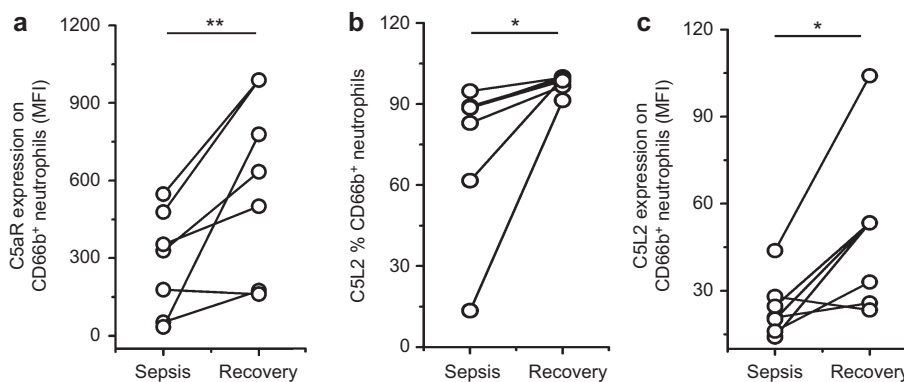 a
**
C5aR expression on
CD66b⁺ neutrophils (MFI)
1200
900
600
300
0
Sepsis Recovery
b
*
C5L2 % CD66b⁺ neutrophils
120
90
60
30
0
Sepsis Recovery
c
*
C5L2 expression on
CD66b⁺ neutrophils (MFI)
120
90
60
30
Sepsis Recovery